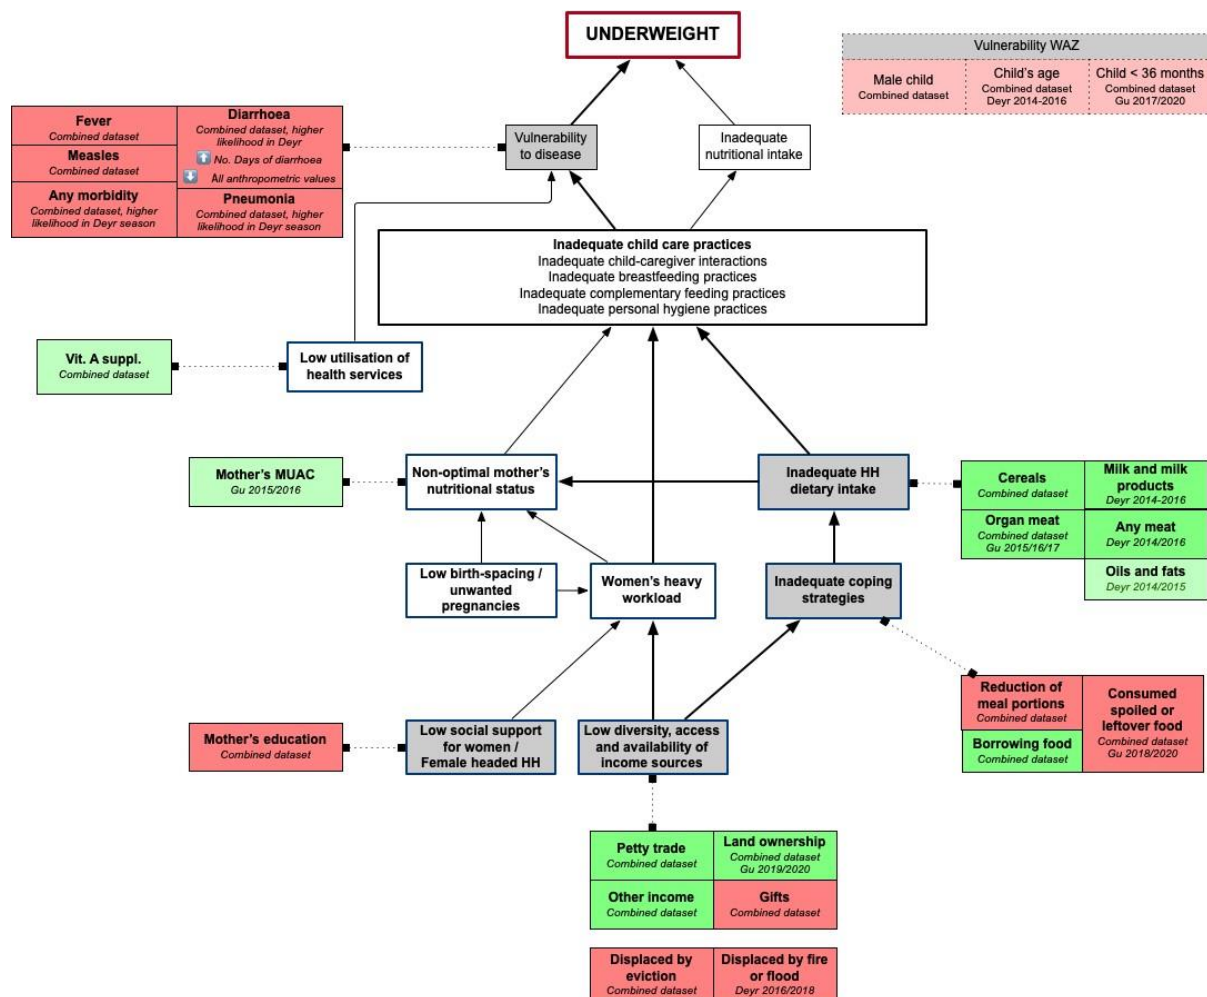 UNDERWEIGHT
Vulnerability WAZ
Male child
Combined dataset
Child's age
Combined dataset
Deyr 2014-2016
Child < 36 months
Combined dataset
Gu 2017/2020
Fever
Combined dataset
Measles
Combined dataset
Any morbidity
Combined dataset, higher
likelihood in Deyr season
Diarrhoea
Combined dataset, higher
likelihood in Deyr
No. Days of diarrhoea
All anthropometric values
Pneumonia
Combined dataset, higher
likelihood in Deyr season
Vulnerability
to disease
Inadequate
nutritional intake
Inadequate child care practices
Inadequate child-caregiver interactions
Inadequate breastfeeding practices
Inadequate complementary feeding practices
Inadequate personal hygiene practices
Vit. A suppl.
Combined dataset
Low utilisation of
health services
Mother's MUAC
Gu 2015/2016
Non-optimal mother's
nutritional status
Inadequate HH
dietary intake
Cereals
Combined dataset
Milk and milk
products
Deyr 2014-2016
Organ meat
Combined dataset
Gu 2015/16/17
Any meat
Deyr 2014/2016
Oils and fats
Deyr 2014/2015
Low birth-spacing /
unwanted
pregnancies
Women's heavy
workload
Inadequate coping
strategies
Reduction of
meal portions
Combined dataset
Borrowing food
Combined dataset
Consumed
spoiled or
leftover food
Combined dataset
Gu 2018/2020
Mother's education
Combined dataset
Low social support
for women /
Female headed HH
Low diversity, access
and availability of
income sources
Petty trade
Combined dataset
Land ownership
Combined dataset
Gu 2019/2020
Other income
Combined dataset
Gifts
Combined dataset
Displaced by
eviction
Combined dataset
Displaced by fire
or flood
Deyr 2016/2018